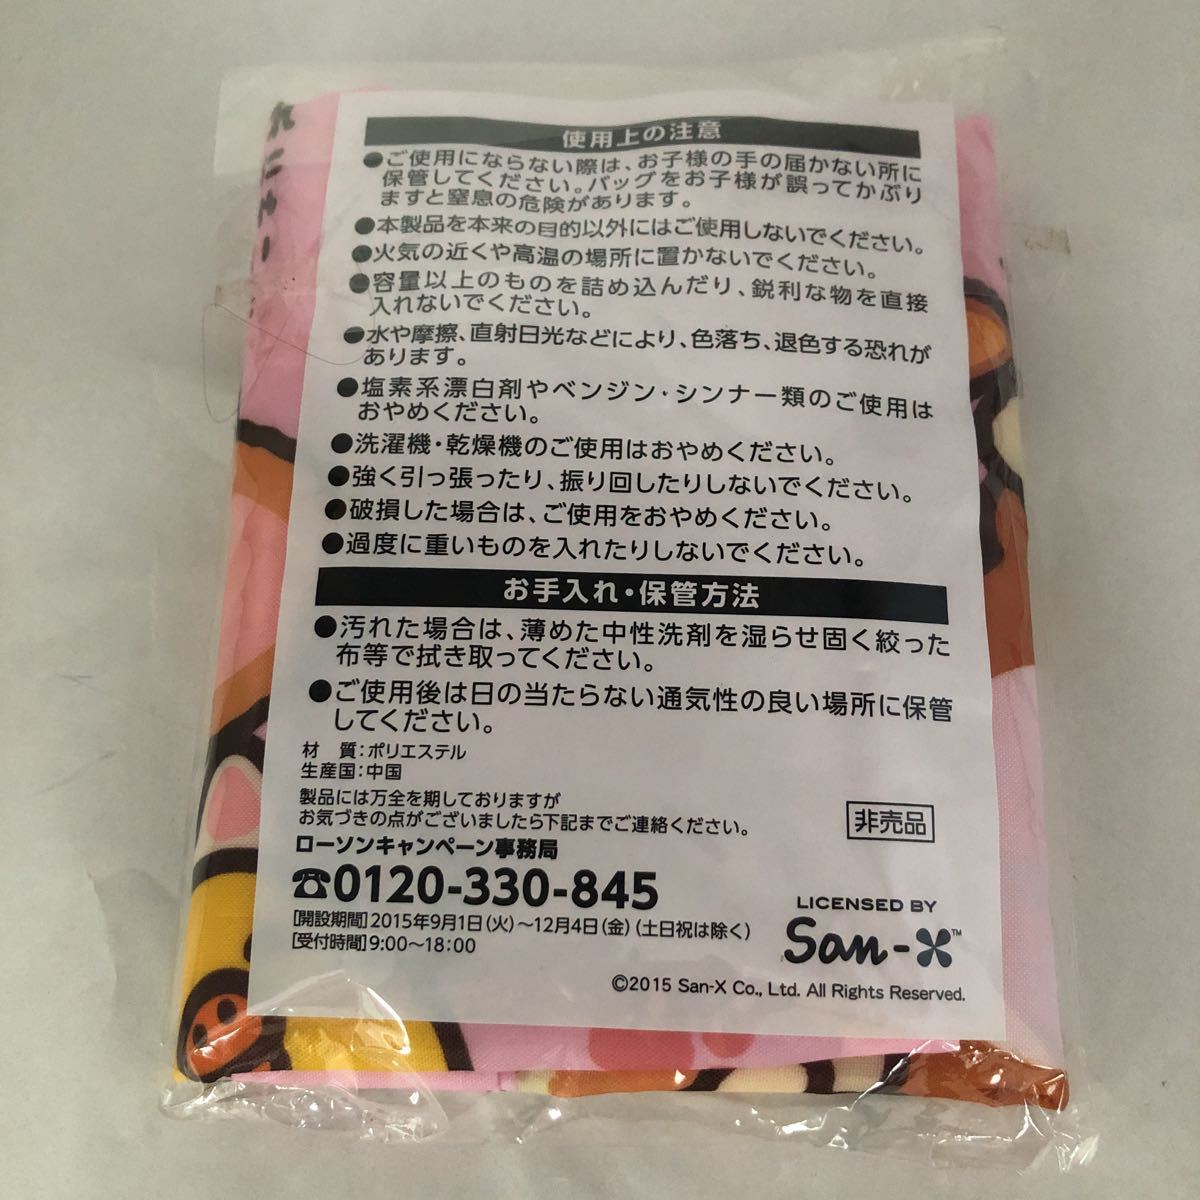 使用上の注意
●ご使用にならない際は、お子様の手の届かない所に
保管してください。バッグをお子様が誤ってかぶり
ますと窒息の危険があります。
●本製品を本来の目的以外にはご使用しないでください。
●火気の近くや高温の場所に置かないでください。
●容量以上のものを詰め込んだり、鋭利な物を直接
入れないでください。
●水や摩擦、直射日光などにより、色落ち、退色する恐れが
あります。
●塩素系漂白剤やベンジン・シンナー類のご使用は
おやめください。
●洗濯機・乾燥機のご使用はおやめください。
●強く引っ張ったり、振り回したりしないでください。
●破損した場合は、ご使用をおやめください。
●過度に重いものを入れたりしないでください。
お手入れ・保管方法
●汚れた場合は、薄めた中性洗剤を湿らせ固く絞った
布等で拭き取ってください。
●ご使用後は日の当たらない通気性の良い場所に保管
してください。
材 質：ポリエステル
生産国：中国
製品には万全を期しておりますが
お気づきの点がございましたら下記までご連絡ください。
非売品
ローソンキャンペーン事務局
☎0120-330-845
[開設期間]2015年9月1日(火)〜12月4日(金)(土日祝は除く)
[受付時間]9:00〜18:00
LICENSED BY
San-X™
©2015 San-X Co., Ltd. All Rights Reserved.